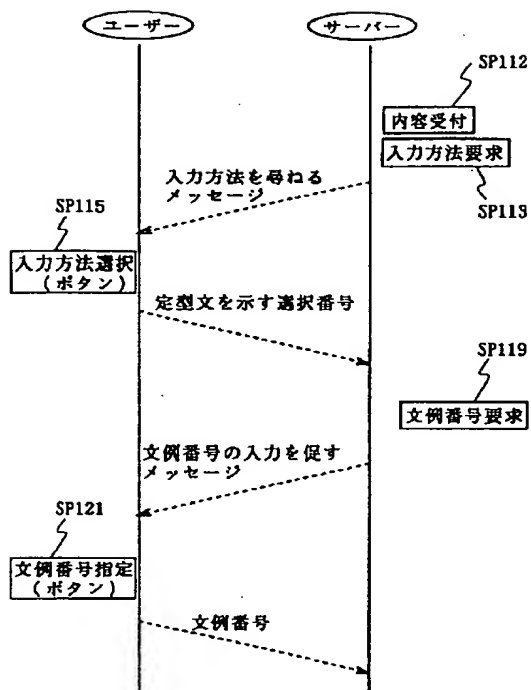 ユーザー
サーバー
SP112
内容受付
入力方法要求
SP113
入力方法を尋ねる
メッセージ
SP115
入力方法選択
(ボタン)
定型文を示す選択番号
SP119
文例番号要求
文例番号の入力を促す
メッセージ
SP121
文例番号指定
(ボタン)
文例番号